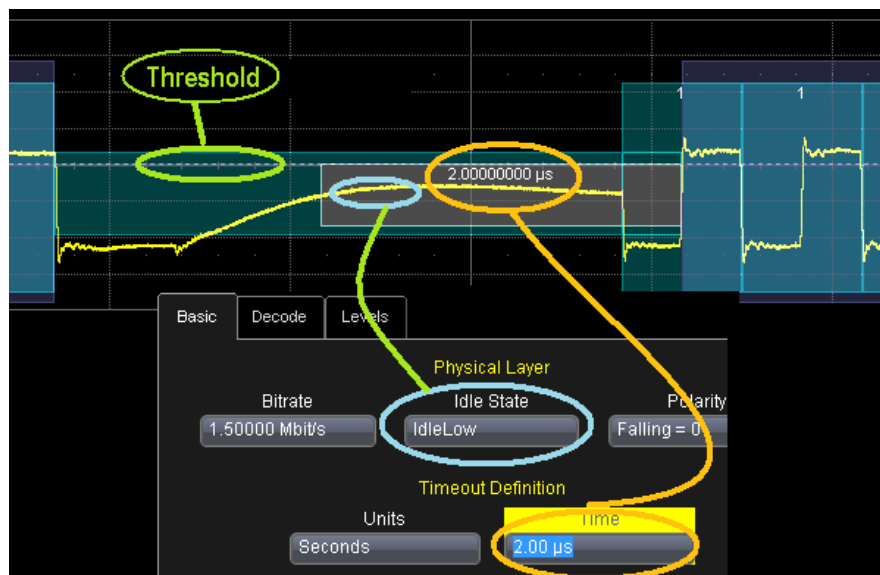 Threshold
1 1
2.00000000 µs
Basic Decode Levels
Physical Layer
Bitrate Idle State Polarity
1.50000 Mbit/s IdleLow Falling = 0
Timeout Definition
Units Time
Seconds 2.00 µs